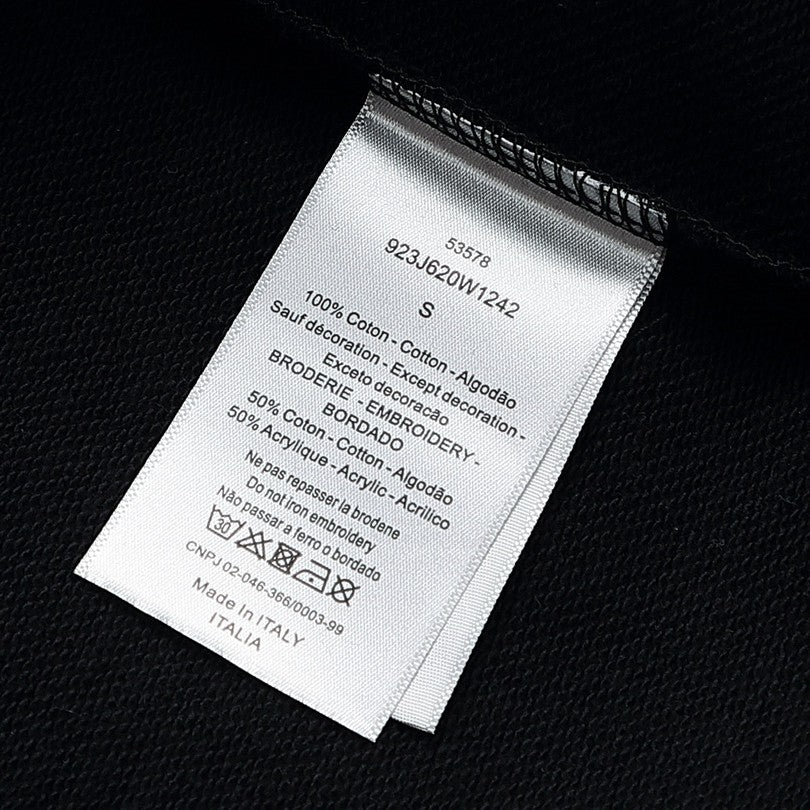 53578
923J620W1242
S
100% Coton - Cotton - Algodão
Sauf décoration - Except decoration -
Exceto decoracão
BRODERIE - EMBROIDERY -
BORDADO
50% Coton - Cotton - Algodão
50% Acrylique - Acrylic - Acrilico
Ne pas repasser la brodene
Do not iron embroidery
Não passar a ferro o bordado
30
CNPJ 02-046-366/0003-99
Made In ITALY
ITALIA